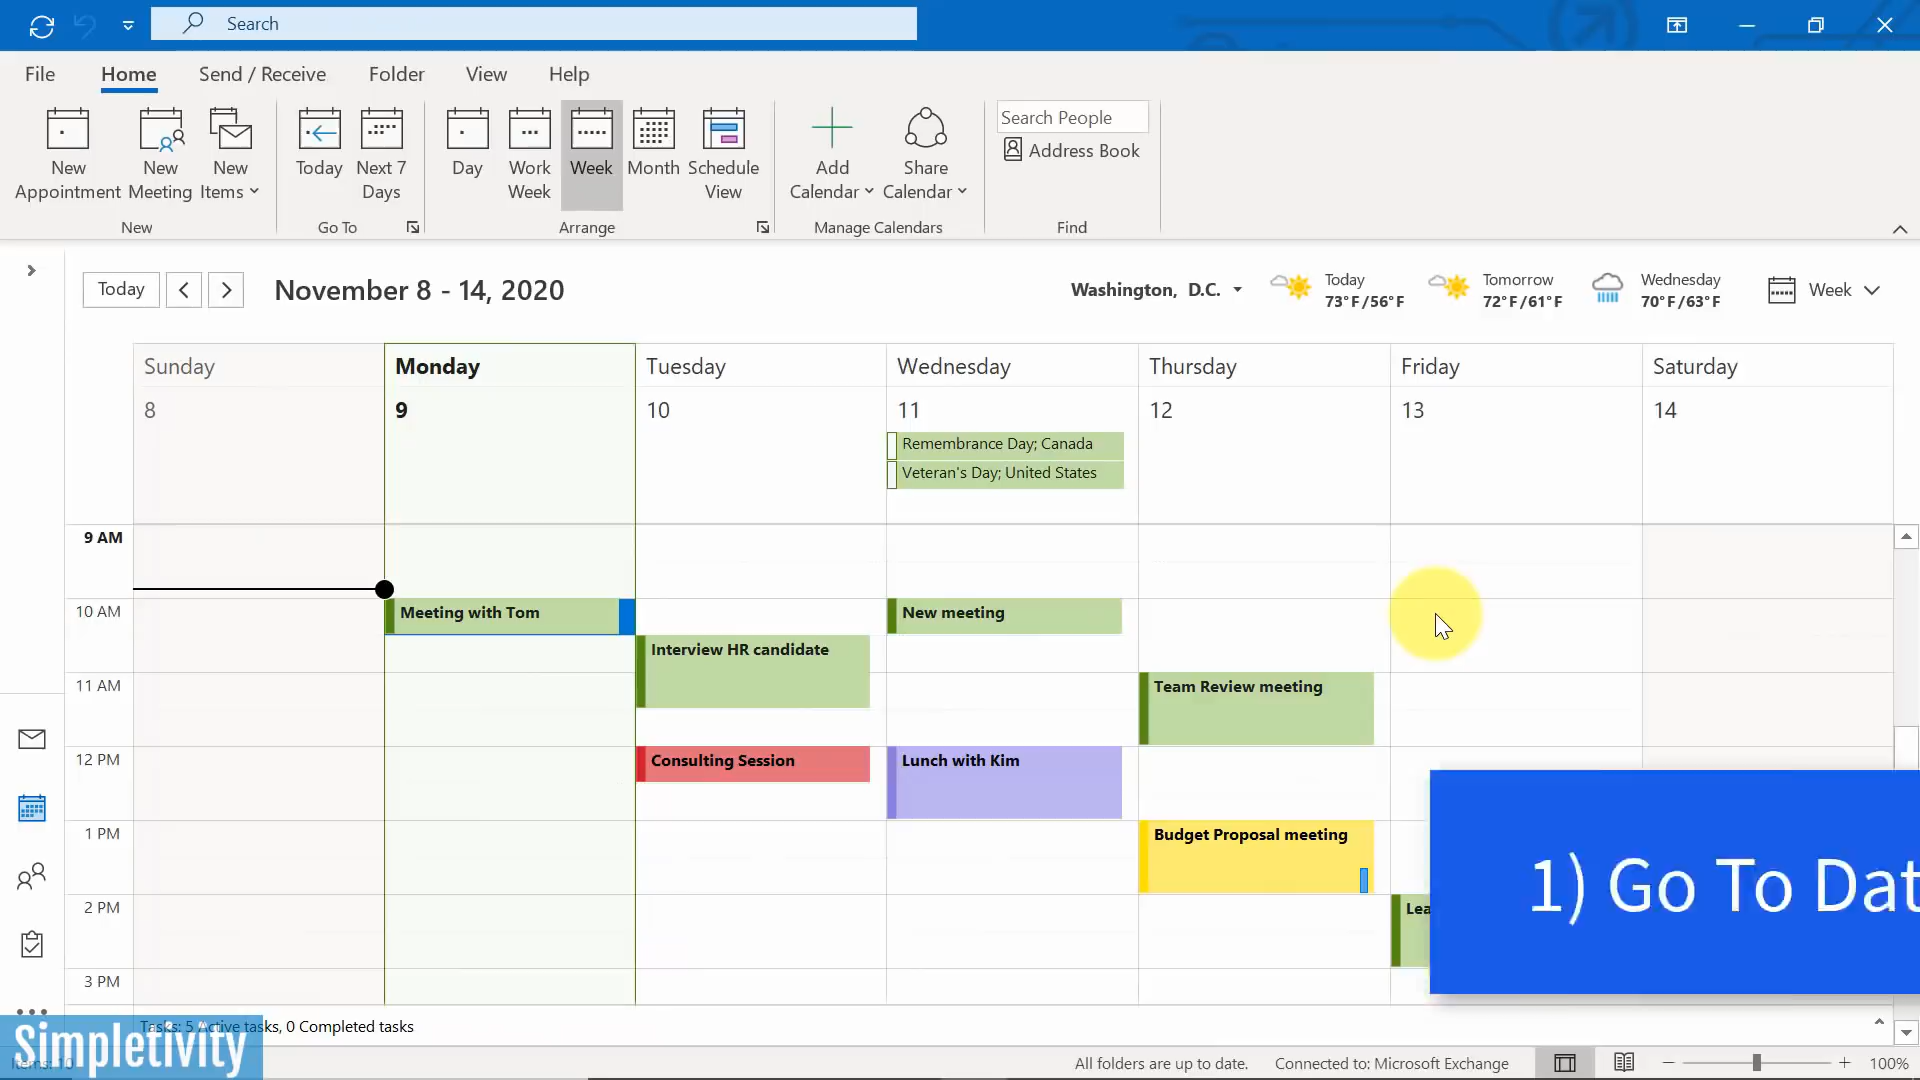 Search
File Home Send / Receive Folder View Help
New Appointment
New Meeting
New Items
Today
Next 7 Days
Day
Work Week
Week
Month
Schedule View
Add Calendar
Share Calendar
Search People
Address Book
New
Go To
Arrange
Manage Calendars
Find
Today
November 8 - 14, 2020
Washington, D.C.
Today
73°F/56°F
Tomorrow
72°F/61°F
Wednesday
70°F/63°F
Week
Sunday Monday Tuesday Wednesday Thursday Friday Saturday
8 9 10 11 12 13 14
Remembrance Day; Canada
Veteran's Day; United States
9 AM
10 AM
Meeting with Tom
New meeting
Interview HR candidate
11 AM
Team Review meeting
12 PM
Consulting Session
Lunch with Kim
1 PM
Budget Proposal meeting
2 PM
Lea
1) Go To Dat
3 PM
Tasks: 5 Active tasks, 0 Completed tasks
Simpletivity
Items: 10
All folders are up to date.
Connected to: Microsoft Exchange
100%